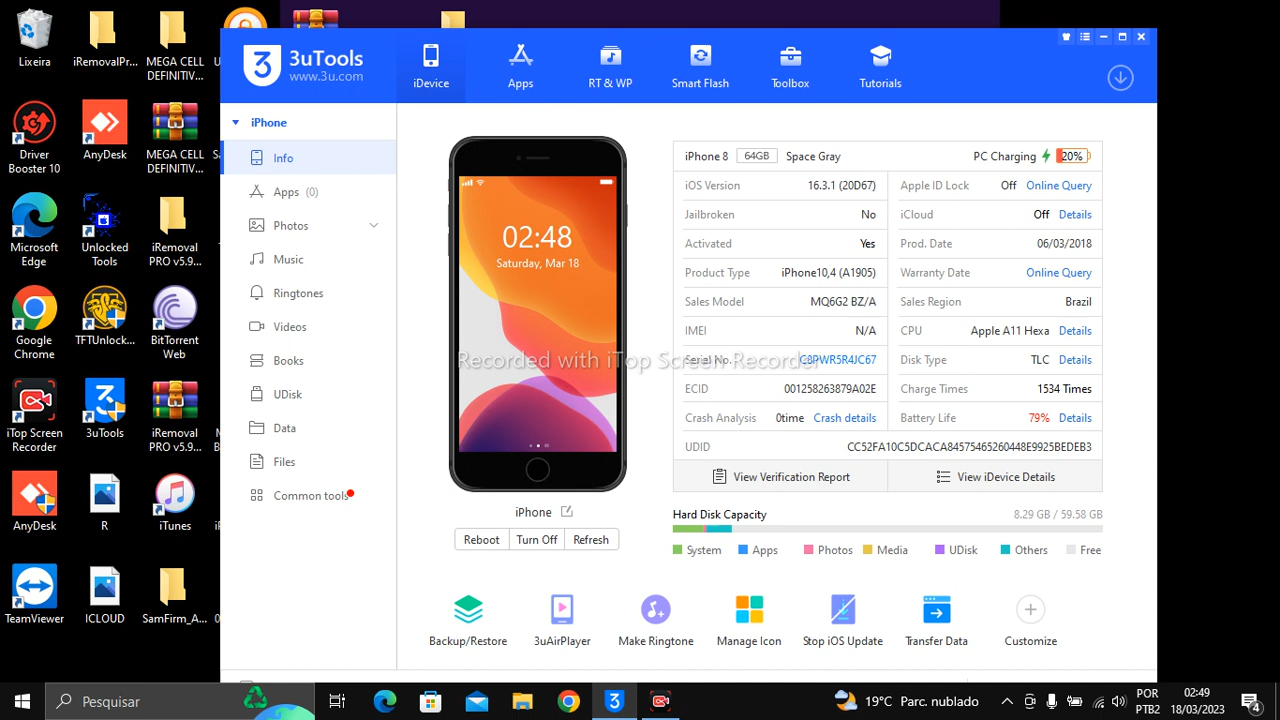 Lixeira
iRemovalPr...
MEGA CELL
DEFINITIV...
Driver
Booster 10
AnyDesk
MEGA CELL
DEFINITIV...
Microsoft
Edge
Unlocked
Tools
iRemoval
PRO v5.9...
Google
Chrome
TFTUnlock...
BitTorrent
Web
iTop Screen
Recorder
3uTools
iRemoval
PRO v5.9...
AnyDesk
R
iTunes
TeamViewer
ICLOUD
SamFirm_A...
3 3uTools
www.3u.com
iDevice
Apps
RT & WP
Smart Flash
Toolbox
Tutorials
iPhone
Info
Apps (0)
Photos
Music
Ringtones
Videos
Books
UDisk
Data
Files
Common tools
02:48
Saturday, Mar 18
Recorded with iTop Screen Recorder
iPhone
Reboot Turn Off Refresh
iPhone 8 64GB Space Gray PC Charging 20%
iOS Version 16.3.1 (20D67) Apple ID Lock Off Online Query
Jailbroken No iCloud Off Details
Activated Yes Prod. Date 06/03/2018
Product Type iPhone10,4 (A1905) Warranty Date Online Query
Sales Model MQ6G2 BZ/A Sales Region Brazil
IMEI N/A CPU Apple A11 Hexa Details
Serial No. Disk Type TLC Details
ECID 001258263879A02E Charge Times 1534 Times
Crash Analysis 0time Crash details Battery Life 79% Details
UDID CC52FA10C5DCACA84575465260448E9925BEDEB3
View Verification Report View iDevice Details
Hard Disk Capacity 8.29 GB / 59.58 GB
System Apps Photos Media UDisk Others Free
Backup/Restore 3uAirPlayer Make Ringtone Manage Icon Stop iOS Update Transfer Data Customize
Pesquisar
19°C Parc. nublado
POR
PTB2
02:49
18/03/2023
4